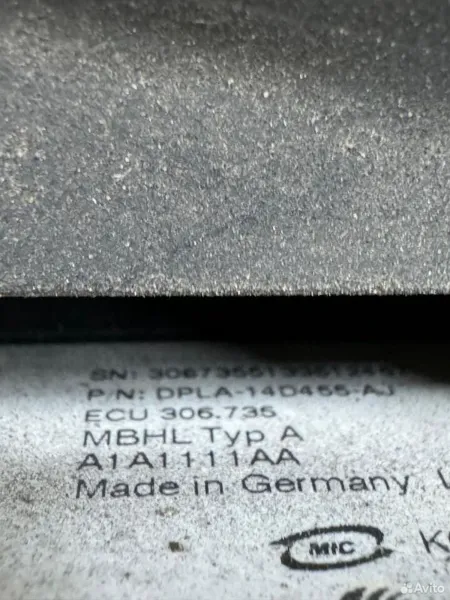 P/N: DPLA-14D455-AJ
ECU 306.735
MBHL Typ A
A1A1111AA
Made in Germany,
MIC
Avito